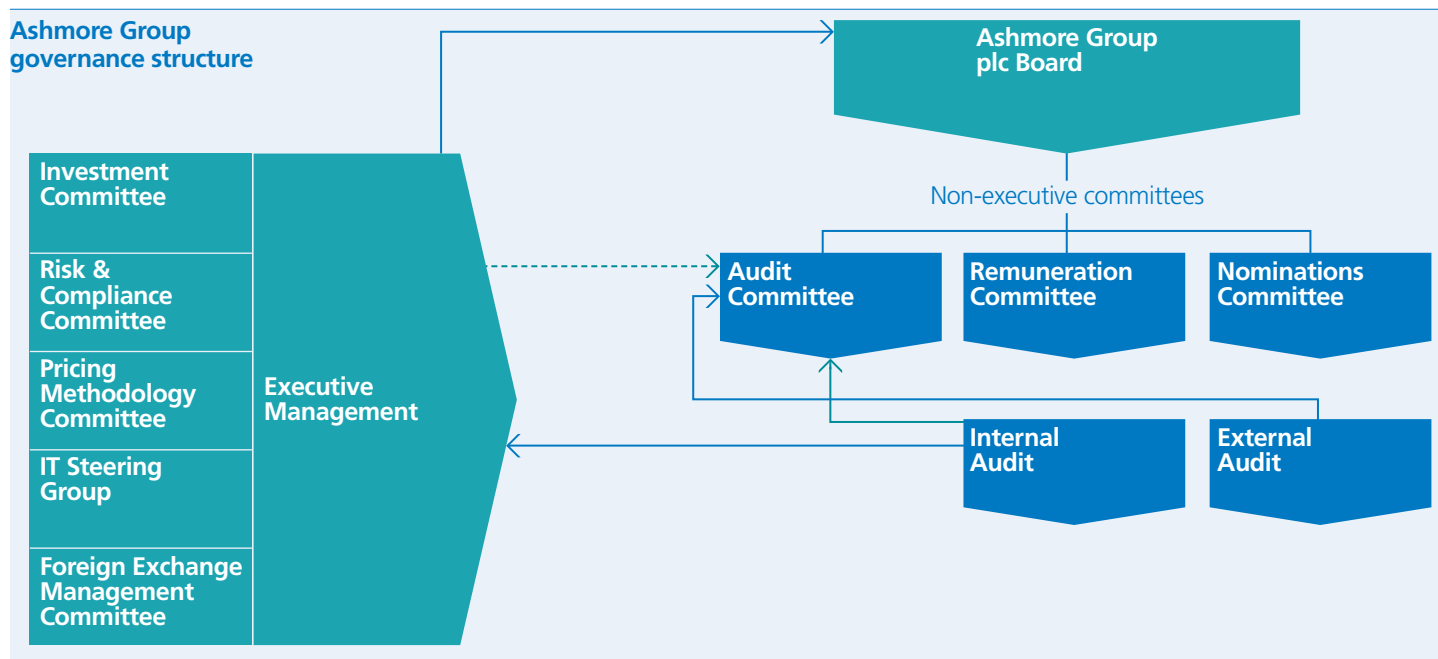 Ashmore Group
governance structure
Ashmore Group
plc Board
Non-executive committees
Investment
Committee
Risk &
Compliance
Committee
Pricing
Methodology
Committee
IT Steering
Group
Foreign Exchange
Management
Committee
Executive
Management
Audit
Committee
Remuneration
Committee
Nominations
Committee
Internal
Audit
External
Audit